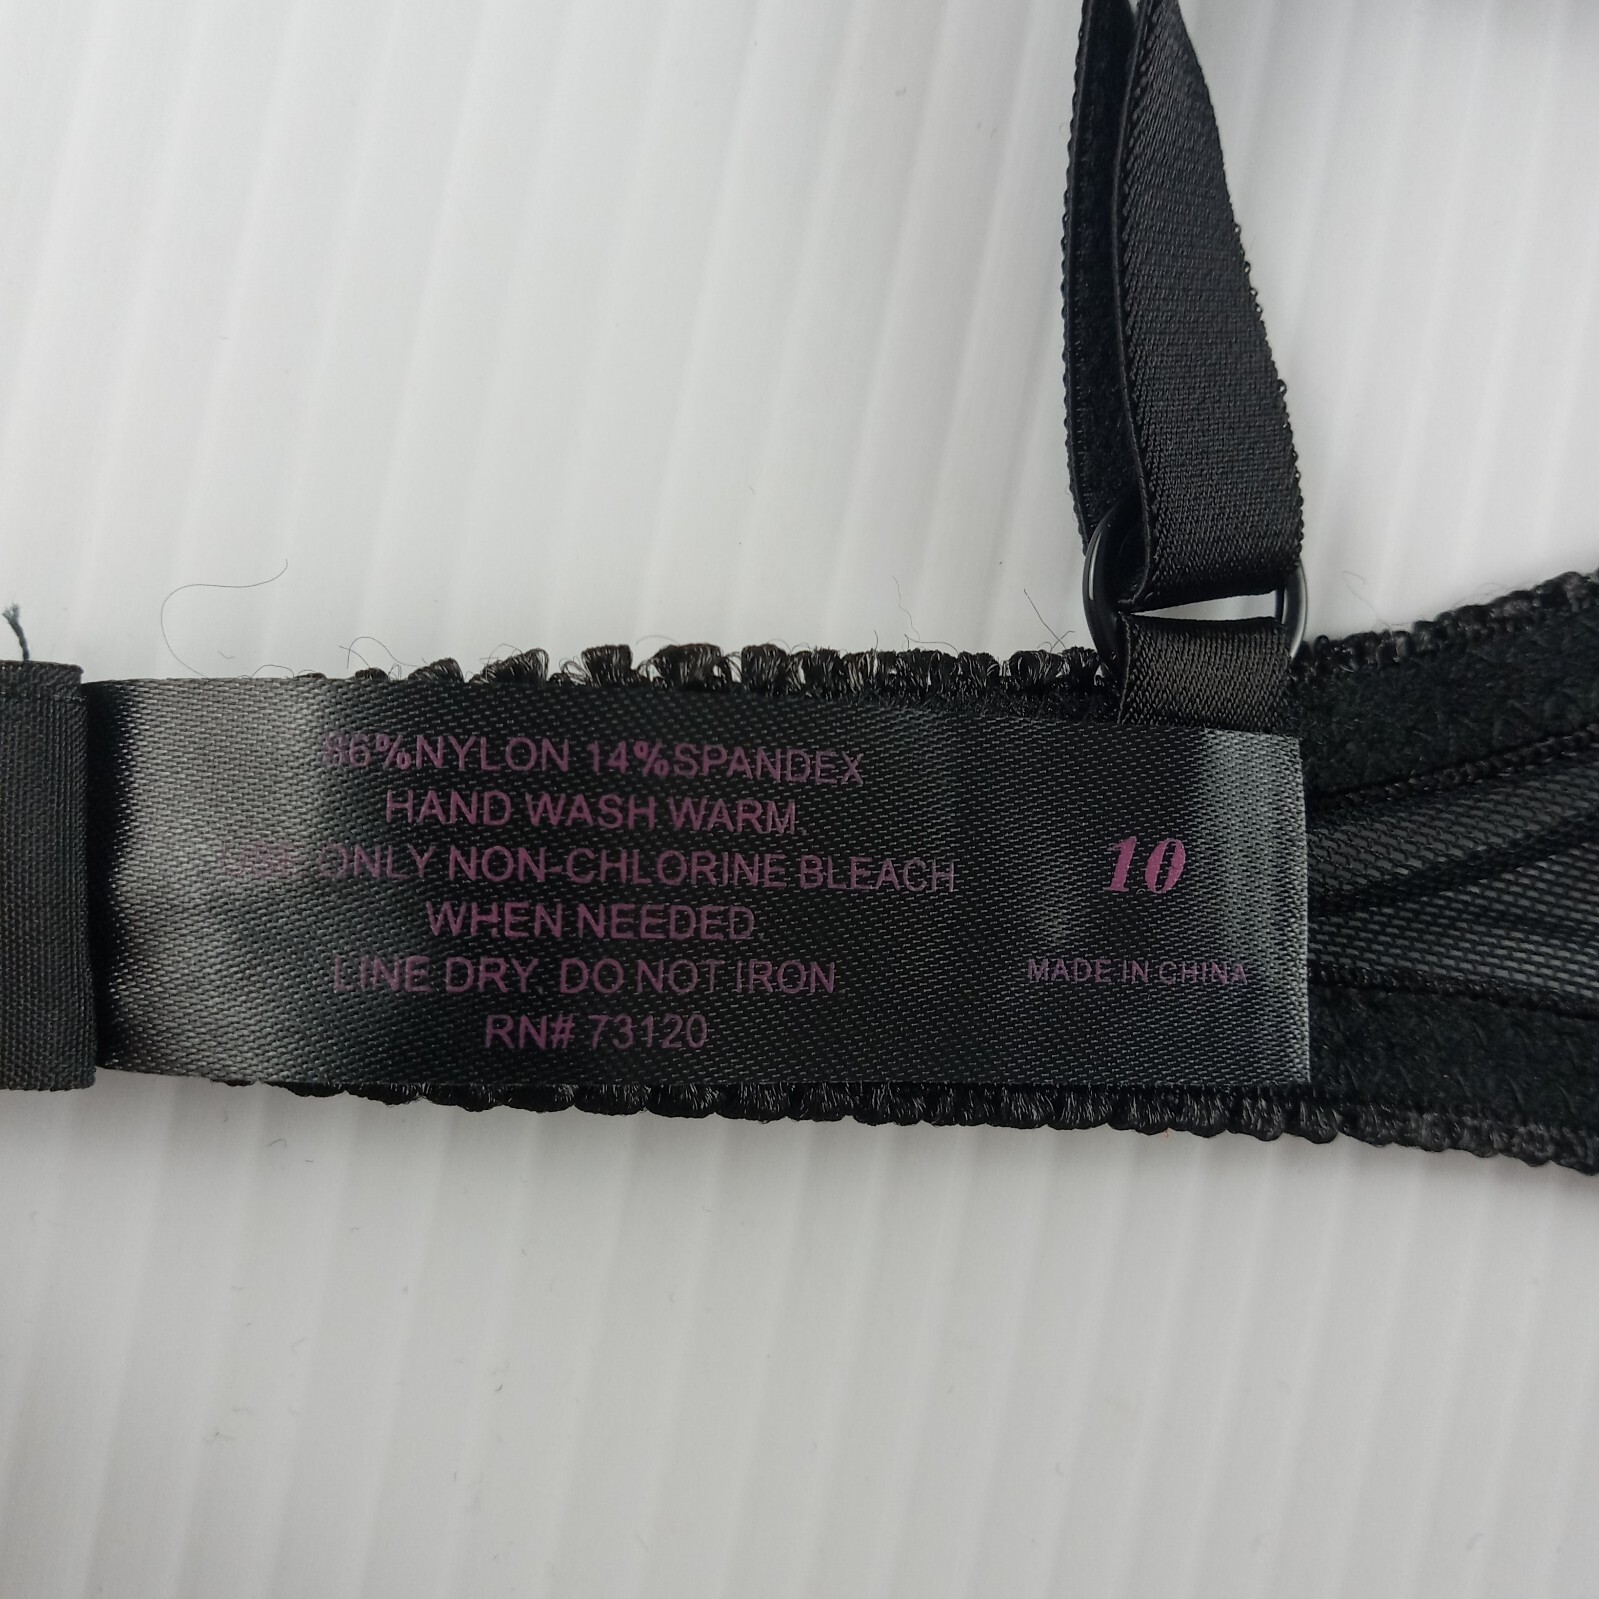 86%NYLON 14%SPANDEX
HAND WASH WARM.
USE ONLY NON-CHLORINE BLEACH
WHEN NEEDED.
LINE DRY. DO NOT IRON
RN# 73120
10
MADE IN CHINA